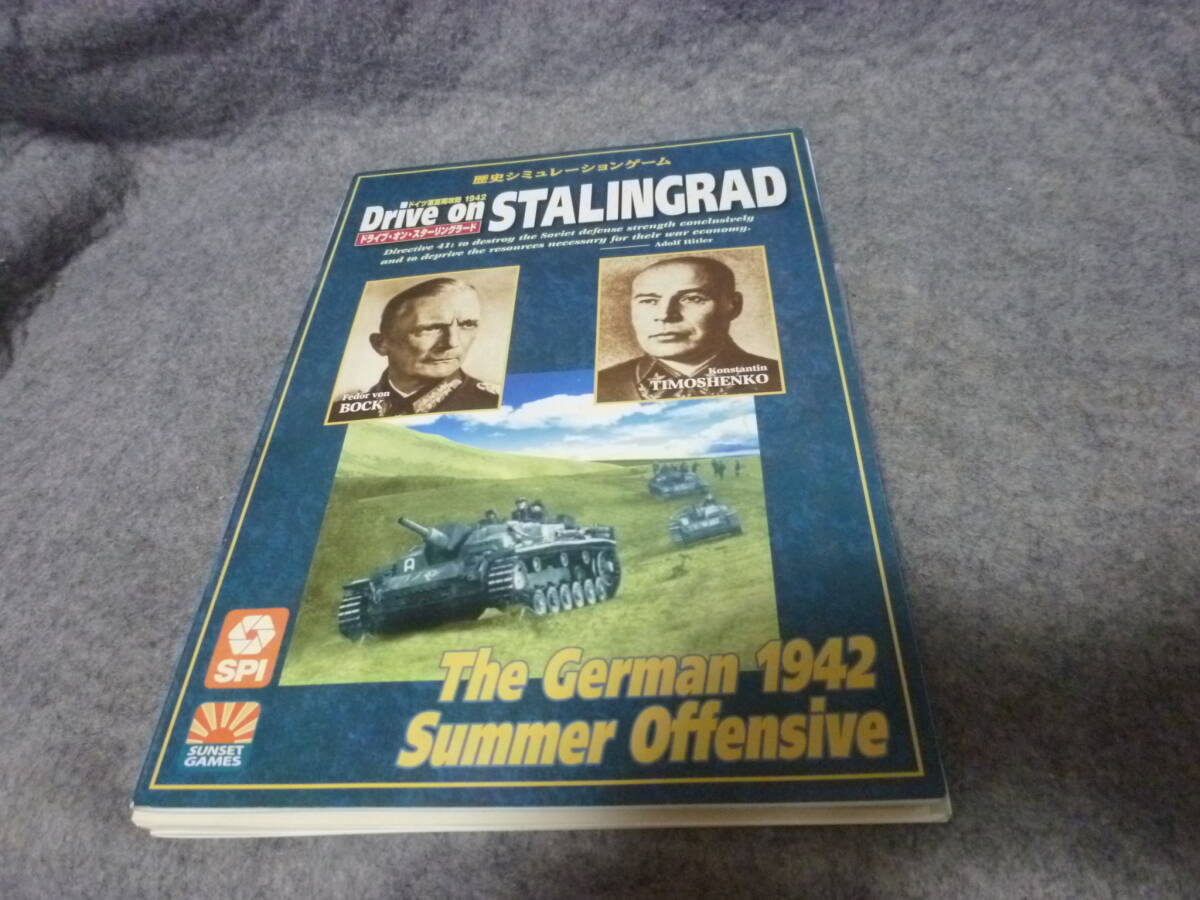 歴史シミュレーションゲーム
ドイツ軍夏期攻勢 1942
Drive on STALINGRAD
ドライブ・オン・スターリングラード
Directive 41: to destroy the Soviet defense strength conclusively
and to deprive the resources necessary for their war economy.
Adolf Hitler
Fedor von
BOCK
Konstantin
TIMOSHENKO
A
SPI
The German 1942
Summer Offensive
SUNSET
GAMES